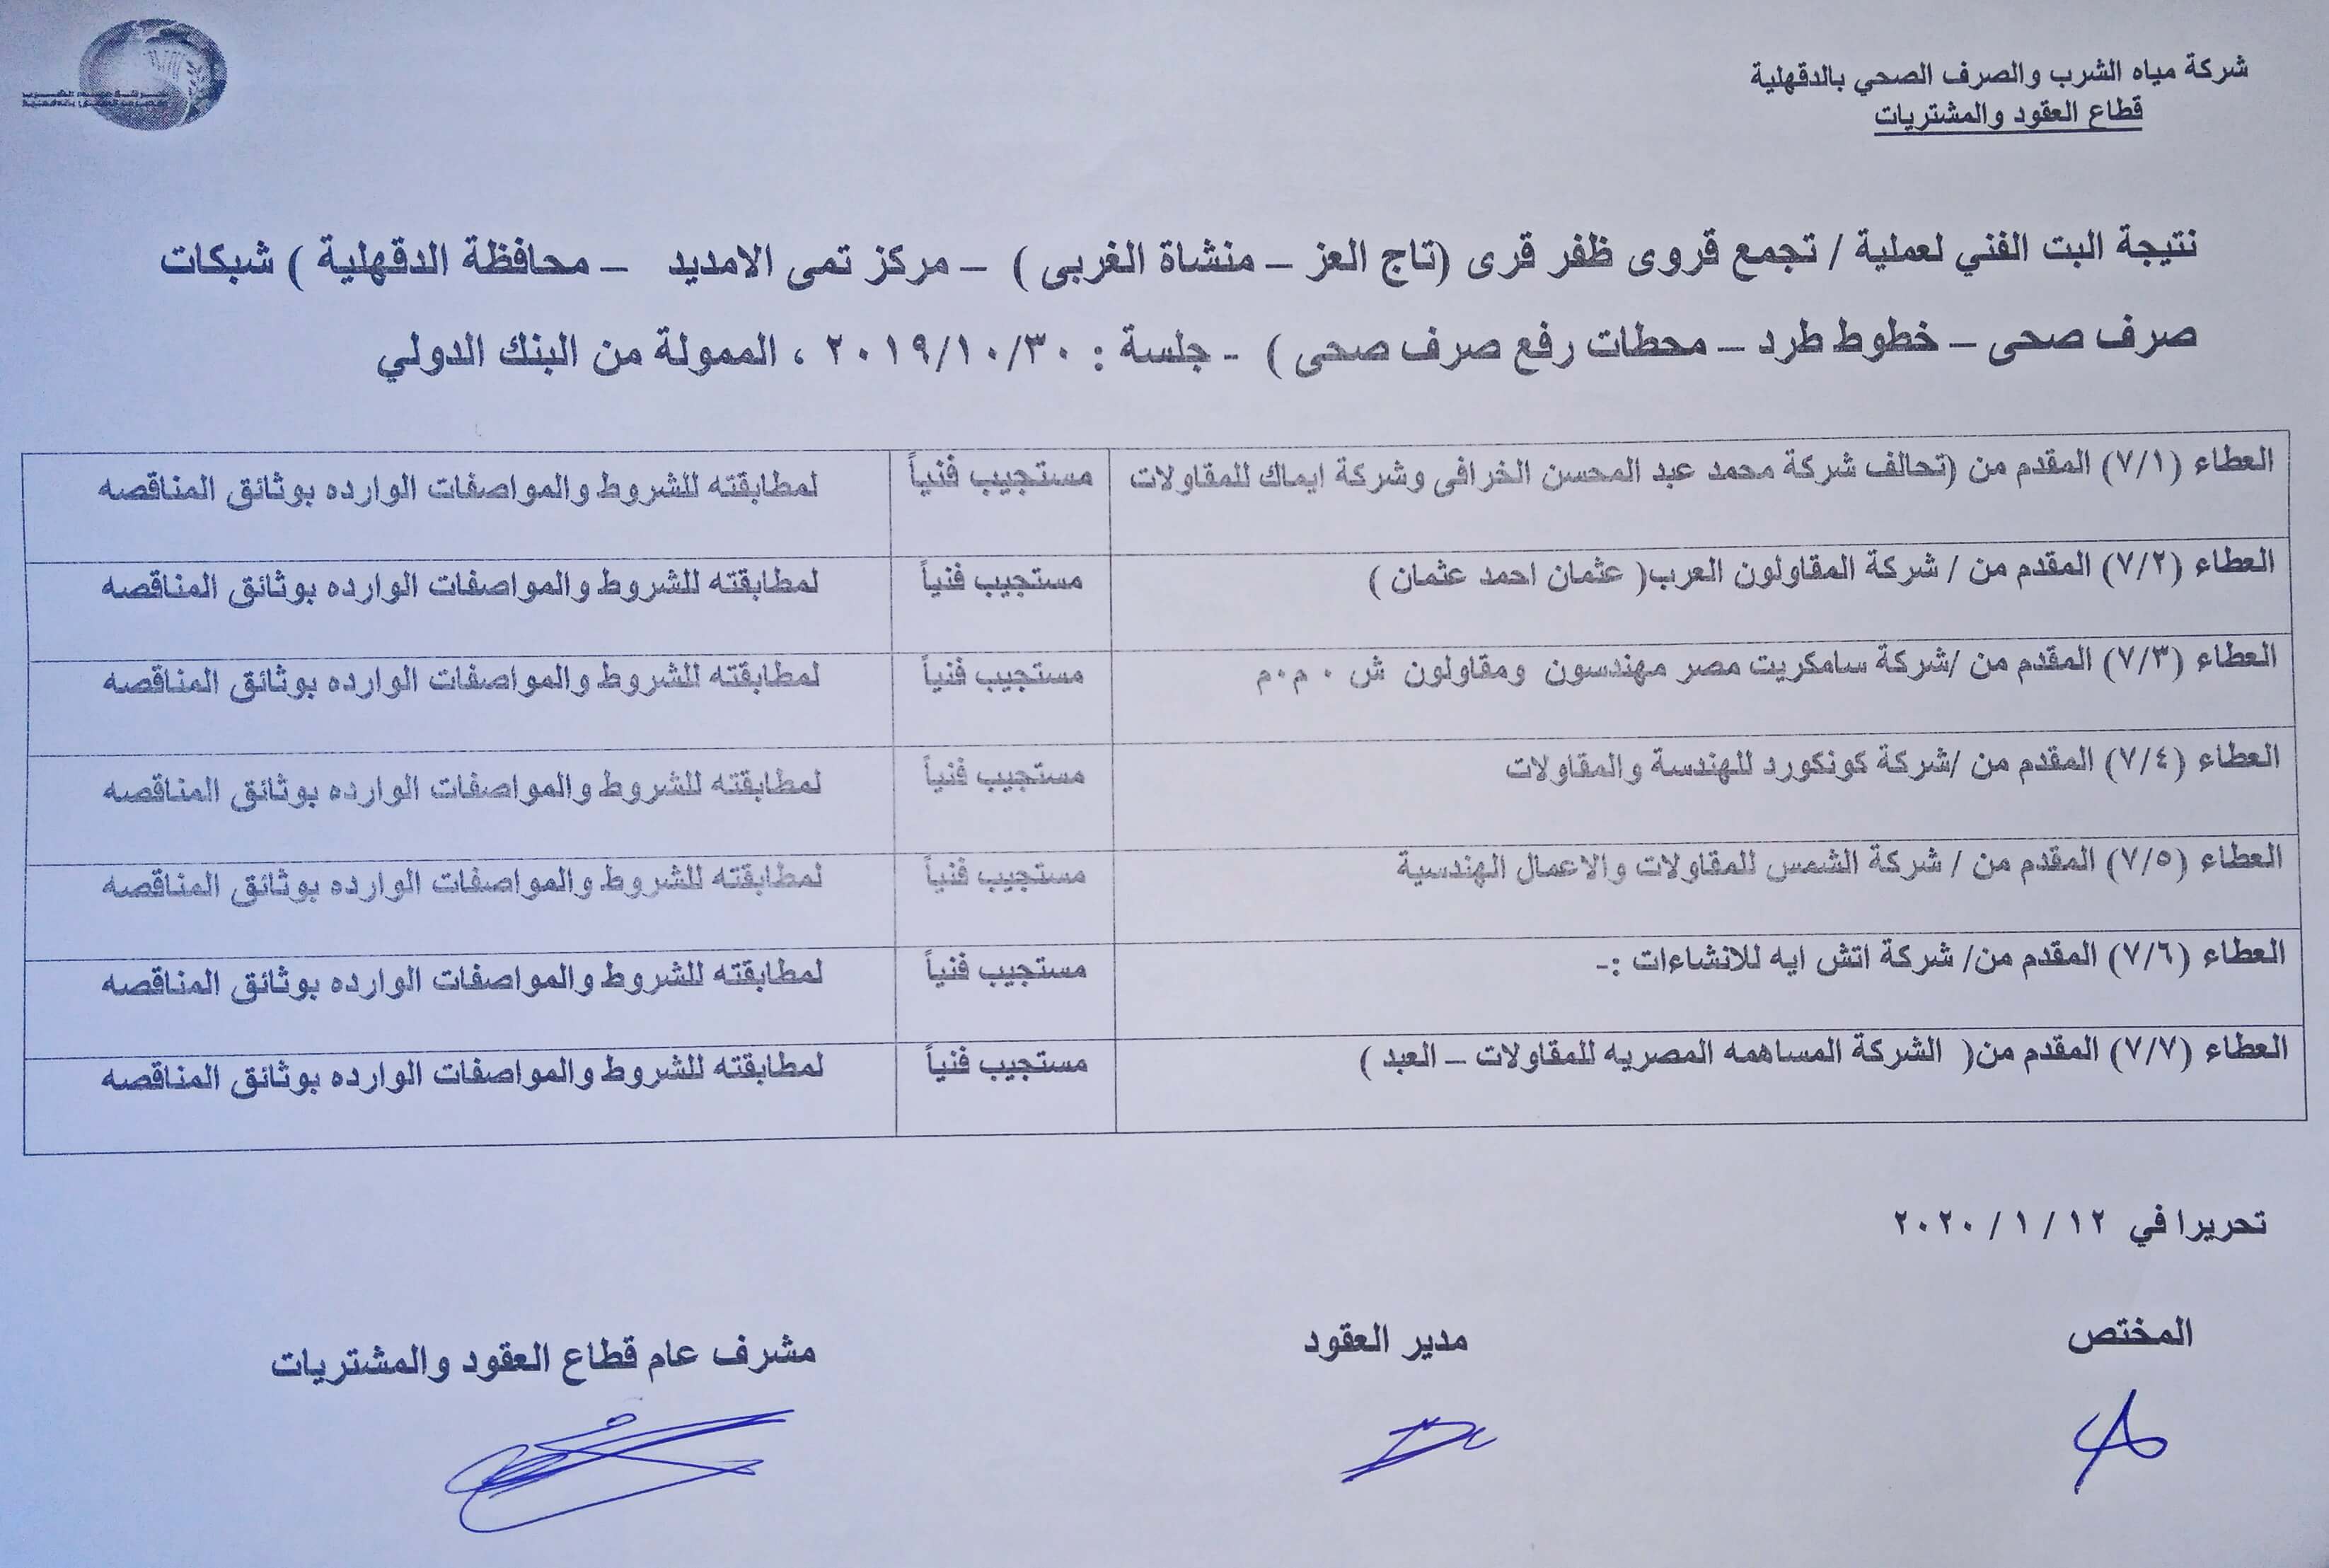 شركة مياه الشرب والصرف الصحي بالدقهلية
قطاع العقود والمشتريات
نتيجة البت الفني لعملية / تجمع قروى ظفر قرى (تاج العز – منشاة الغربى ) – مركز تمى الامديد – محافظة الدقهلية ) شبكات
صرف صحى – خطوط طرد – محطات رفع صرف صحى ) - جلسة : ٢٠١٩/١٠/٣٠ ، الممولة من البنك الدولي
العطاء (٧/١) المقدم من (تحالف شركة محمد عبد المحسن الخرافى وشركة ايماك للمقاولات مستجيب فنياً لمطابقته للشروط والمواصفات الوارده بوثائق المناقصه
العطاء (٧/٢) المقدم من / شركة المقاولون العرب( عثمان احمد عثمان ) مستجيب فنياً لمطابقته للشروط والمواصفات الوارده بوثائق المناقصه
العطاء (٧/٣) المقدم من /شركة سامكريت مصر مهندسون ومقاولون ش ٠ م٠م مستجيب فنياً لمطابقته للشروط والمواصفات الوارده بوثائق المناقصه
العطاء (٧/٤) المقدم من /شركة كونكورد للهندسة والمقاولات مستجيب فنياً لمطابقته للشروط والمواصفات الوارده بوثائق المناقصه
العطاء (٧/٥) المقدم من / شركة الشمس للمقاولات والاعمال الهندسية مستجيب فنياً لمطابقته للشروط والمواصفات الوارده بوثائق المناقصه
العطاء (٧/٦) المقدم من/ شركة اتش ايه للانشاءات :- مستجيب فنياً لمطابقته للشروط والمواصفات الوارده بوثائق المناقصه
العطاء (٧/٧) المقدم من( الشركة المساهمه المصريه للمقاولات – العبد ) مستجيب فنياً لمطابقته للشروط والمواصفات الوارده بوثائق المناقصه
تحريرا في ١٢ / ١ / ٢٠٢٠
المختص
مدير العقود
مشرف عام قطاع العقود والمشتريات